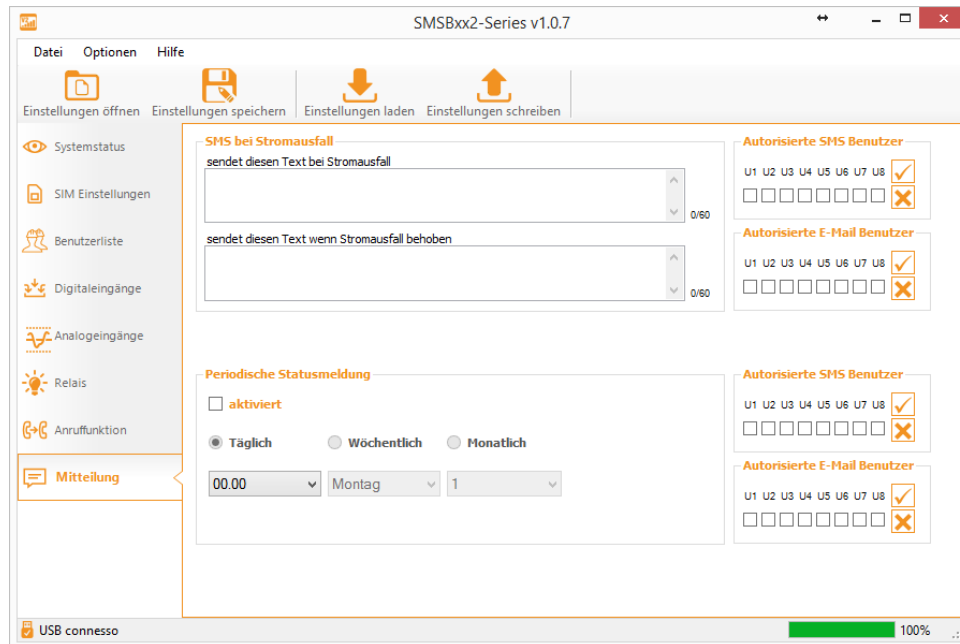 SMSBxx2-Series v1.0.7
Datei Optionen Hilfe
Einstellungen öffnen Einstellungen speichern Einstellungen laden Einstellungen schreiben
Systemstatus
SIM Einstellungen
Benutzerliste
Digitaleingänge
Analogeingänge
Relais
Anruffunktion
Mitteilung
SMS bei Stromausfall
sendet diesen Text bei Stromausfall
0/60
sendet diesen Text wenn Stromausfall behoben
0/60
Autorisierte SMS Benutzer
U1 U2 U3 U4 U5 U6 U7 U8
Autorisierte E-Mail Benutzer
U1 U2 U3 U4 U5 U6 U7 U8
Periodische Statusmeldung
aktiviert
Täglich Wöchentlich Monatlich
00.00 Montag 1
Autorisierte SMS Benutzer
U1 U2 U3 U4 U5 U6 U7 U8
Autorisierte E-Mail Benutzer
U1 U2 U3 U4 U5 U6 U7 U8
USB connesso 100%